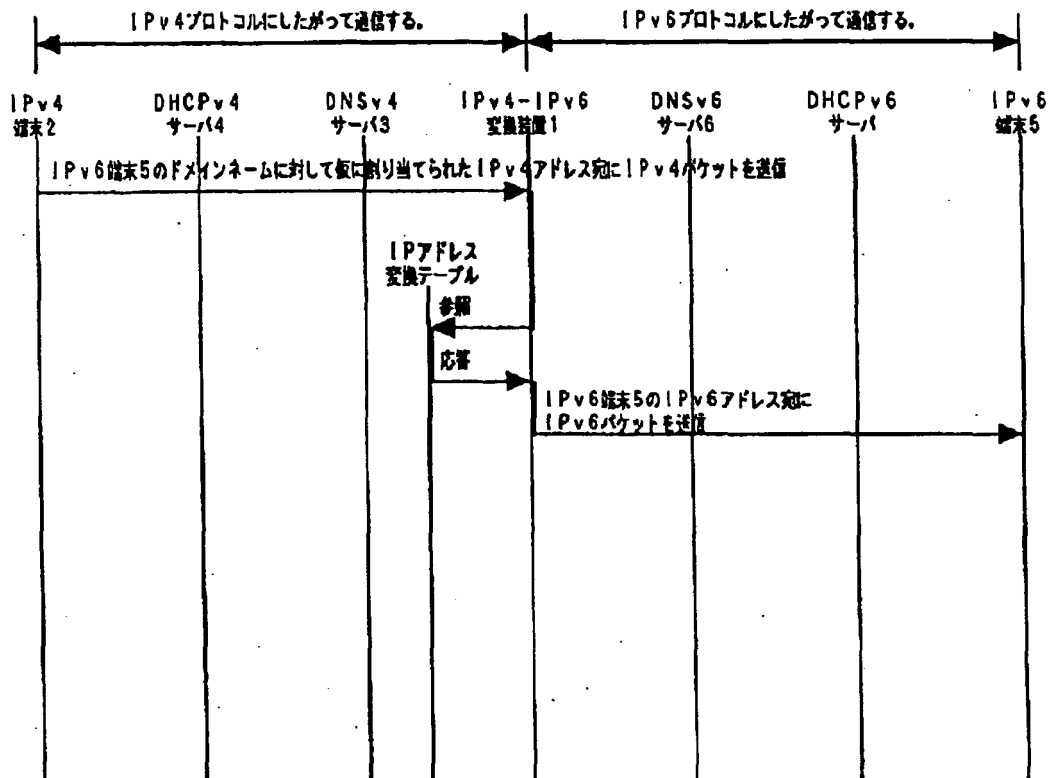 IPv4プロトコルにしたがって通信する。
IPv6プロトコルにしたがって通信する。
IPv4
端末2
DHCPv4
サーバ4
DNSv4
サーバ3
IPv4-IPv6
変換装置1
DNSv6
サーバ6
DHCPv6
サーバ
IPv6
端末5
IPv6端末5のドメインネームに対して仮に割り当てられたIPv4アドレス宛にIPv4パケットを送信
IPアドレス
変換テーブル
参照
応答
IPv6端末5のIPv6アドレス宛に
IPv6パケットを送信